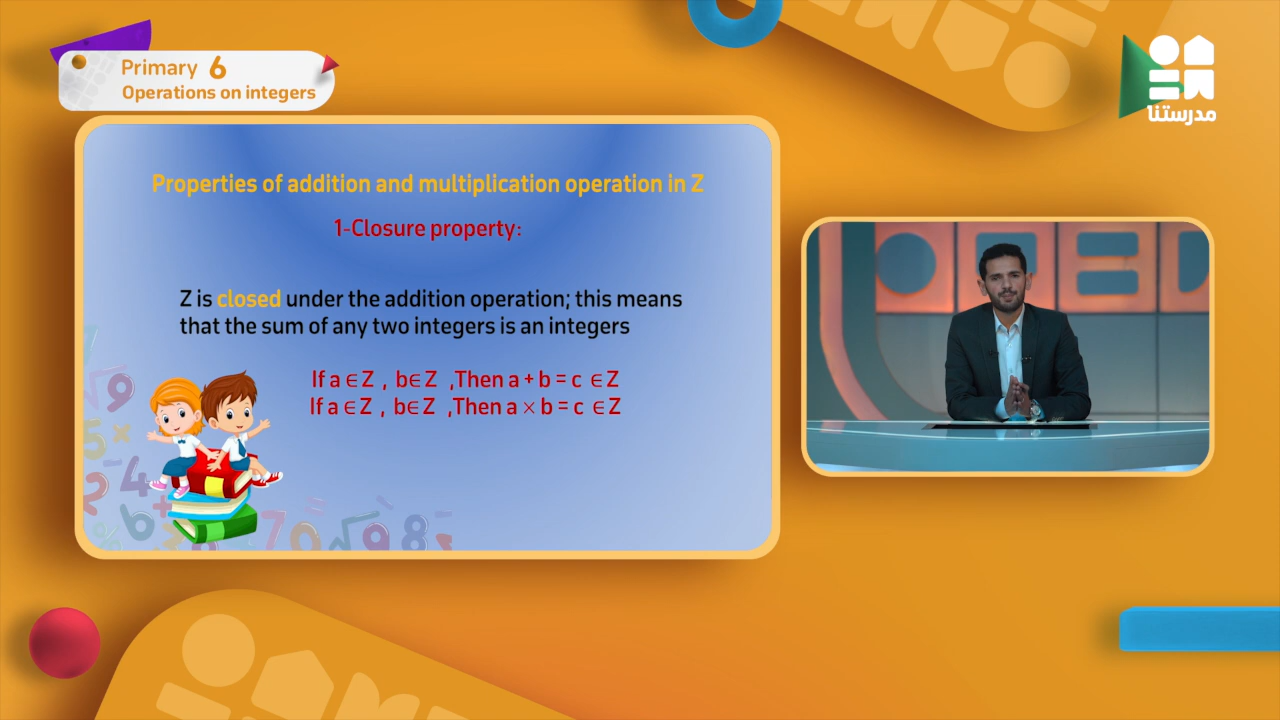 Primary 6
Operations on integers
مدرستنا
Properties of addition and multiplication operation in Z
1-Closure property:
Z is closed under the addition operation; this means
that the sum of any two integers is an integers
If a ∈ Z , b∈ Z ,Then a + b = c ∈ Z
If a ∈ Z , b∈ Z ,Then a × b = c ∈ Z